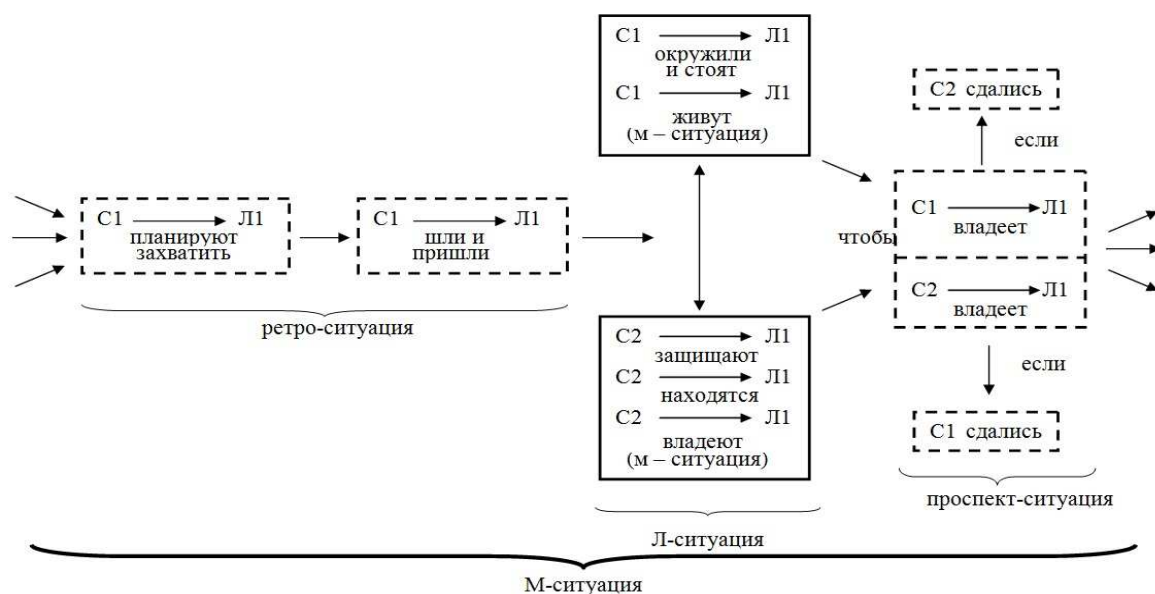 С1 Л1
планируют
захватить
С1 Л1
шли и
пришли
ретро-ситуация
С1 Л1
окружили
и стоят
С1 Л1
живут
(м – ситуация)
С2 Л1
защищают
С2 Л1
находятся
С2 Л1
владеют
(м – ситуация)
Л-ситуация
чтобы
С2 сдались
если
С1 Л1
владеет
С2 Л1
владеет
если
С1 сдались
проспект-ситуация
М-ситуация